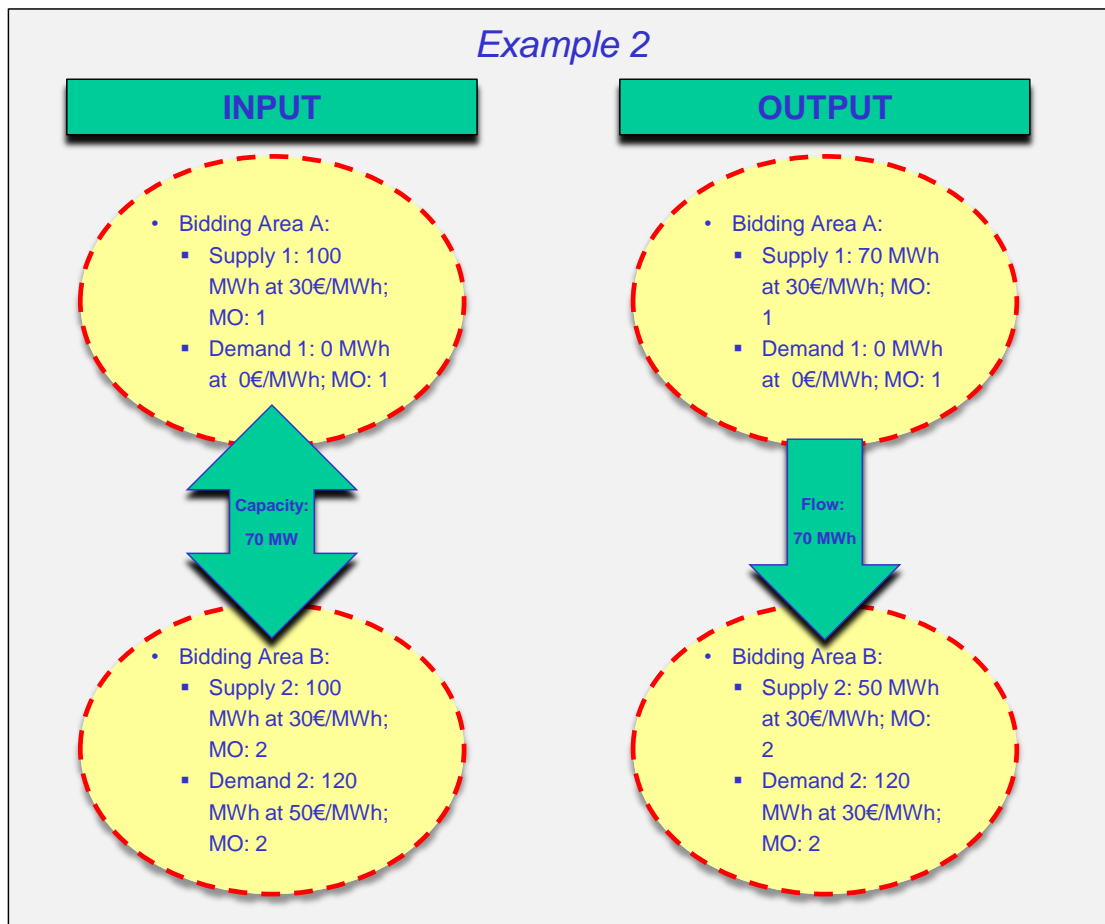 Example 2
INPUT
• Bidding Area A:
▪ Supply 1: 100
MWh at 30€/MWh;
MO: 1
▪ Demand 1: 0 MWh
at 0€/MWh; MO: 1
Capacity:
70 MW
• Bidding Area B:
▪ Supply 2: 100
MWh at 30€/MWh;
MO: 2
▪ Demand 2: 120
MWh at 50€/MWh;
MO: 2
OUTPUT
• Bidding Area A:
▪ Supply 1: 70 MWh
at 30€/MWh; MO:
1
▪ Demand 1: 0 MWh
at 0€/MWh; MO: 1
Flow:
70 MWh
• Bidding Area B:
▪ Supply 2: 50 MWh
at 30€/MWh; MO:
2
▪ Demand 2: 120
MWh at 30€/MWh;
MO: 2